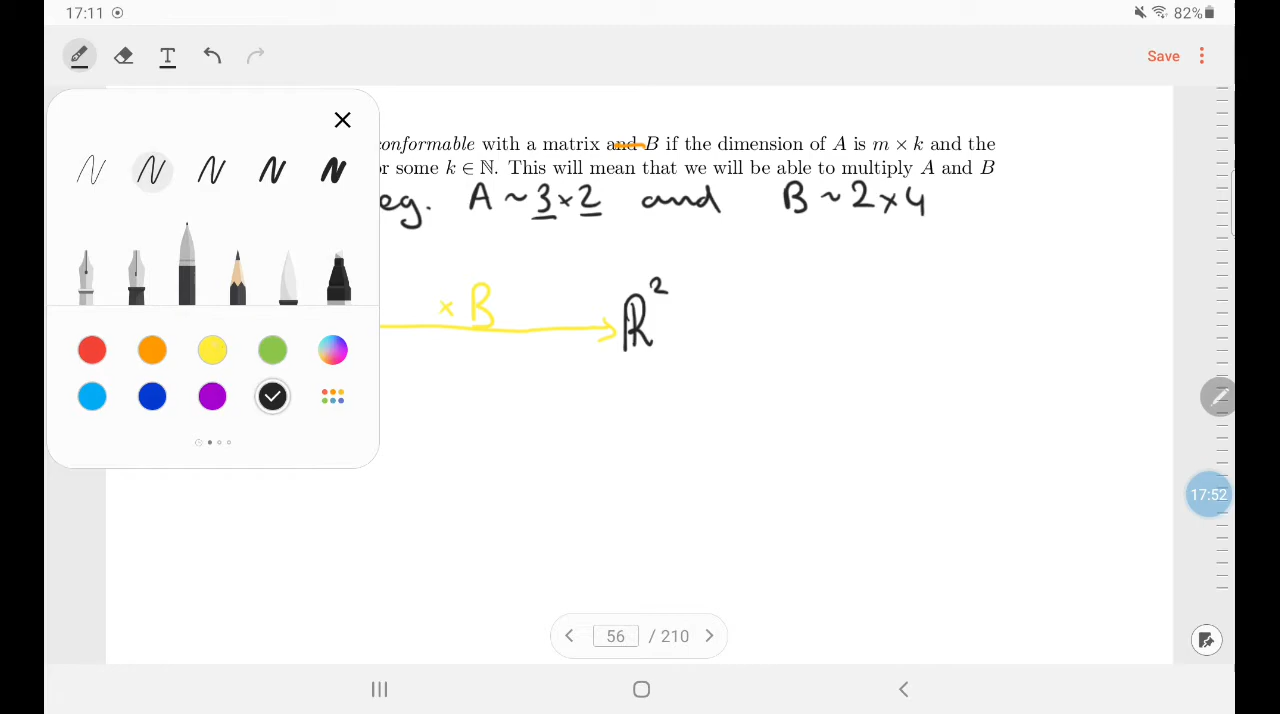 17:11 82%
Save
conformable with a matrix and B if the dimension of A is m × k and the
r some k ∈ ℕ. This will mean that we will be able to multiply A and B
eg. A ~ 3 × 2 and B ~ 2 × 4
× B ℝ²
17:52
56 / 210